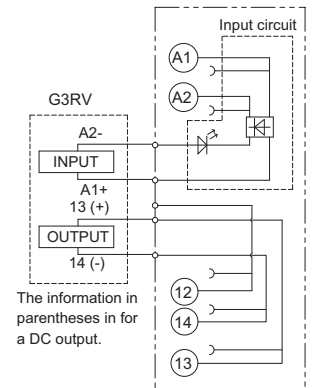 Input circuit
A1
G3RV
A2
A2-
INPUT
A1+
13 (+)
OUTPUT
14 (-)
12
14
13
The information in
parentheses in for
a DC output.